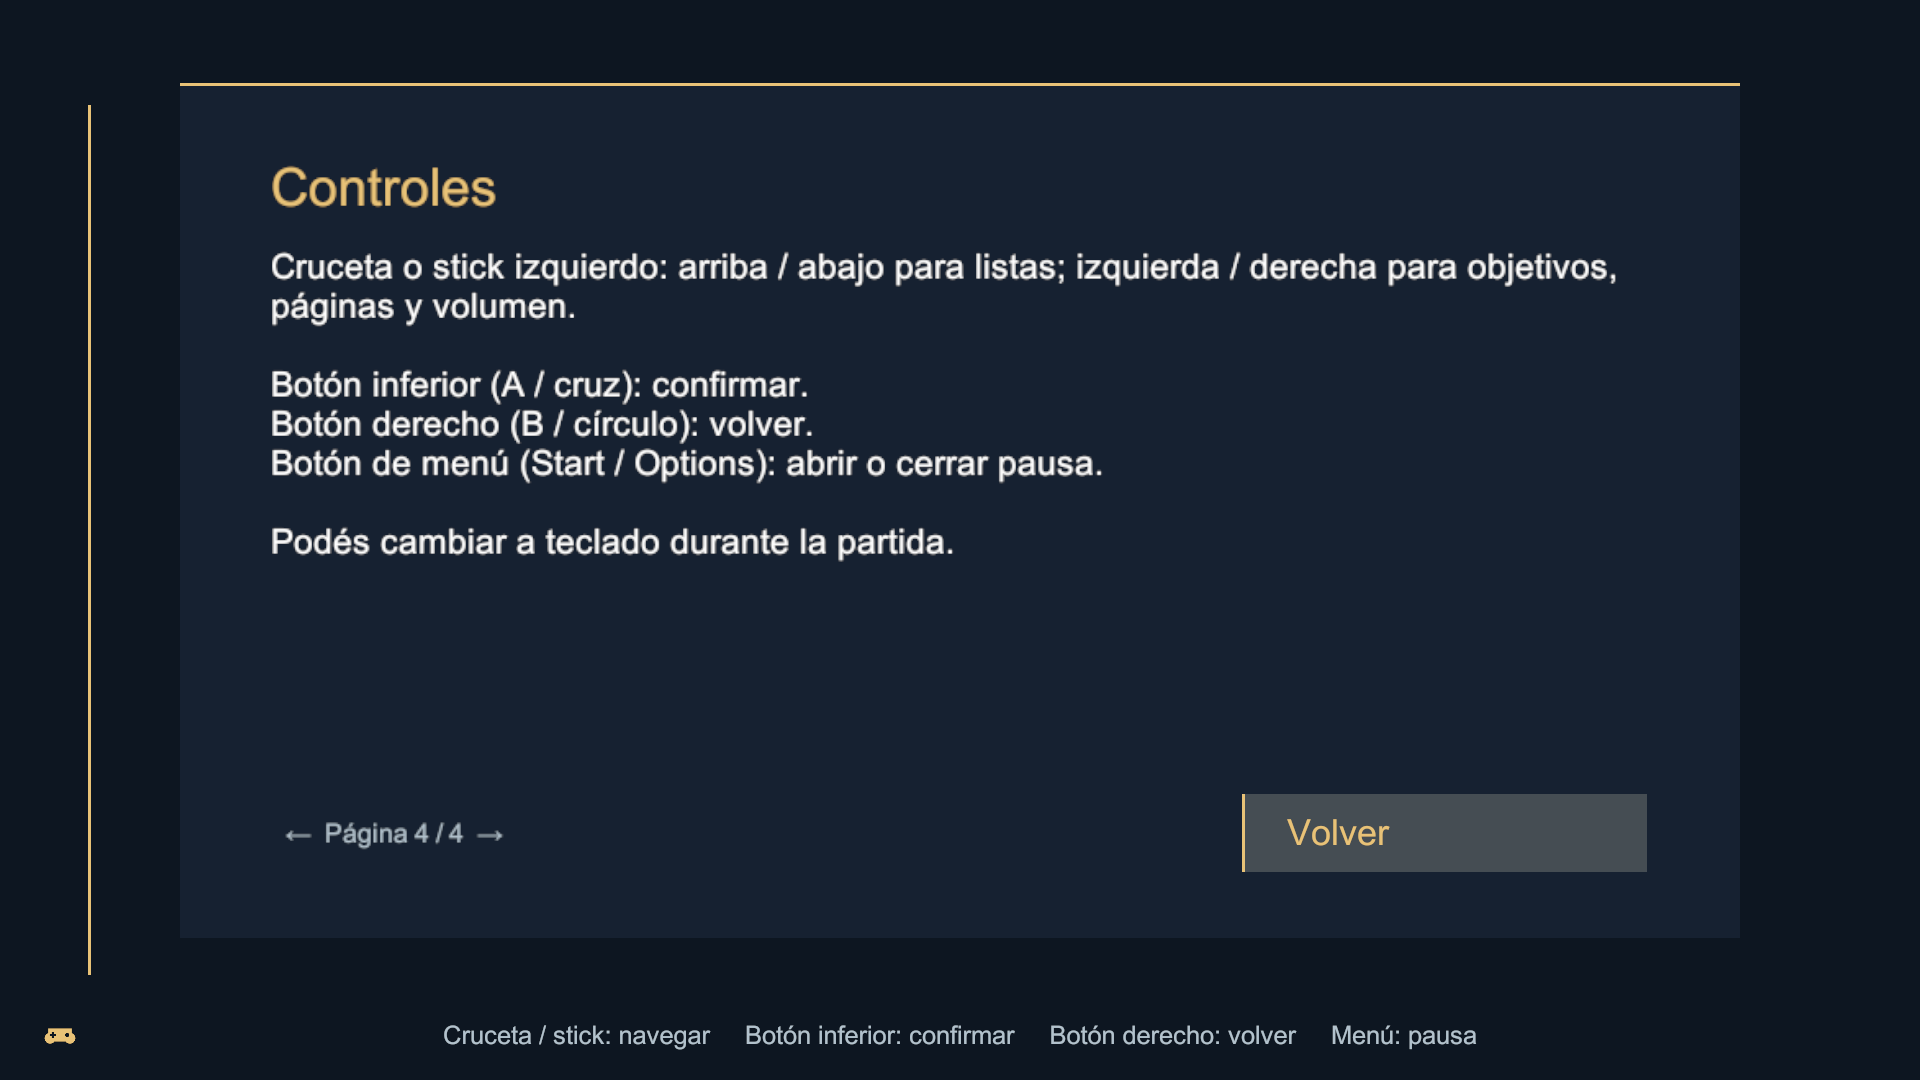 Controles
Cruceta o stick izquierdo: arriba / abajo para listas; izquierda / derecha para objetivos,
páginas y volumen.
Botón inferior (A / cruz): confirmar.
Botón derecho (B / círculo): volver.
Botón de menú (Start / Options): abrir o cerrar pausa.
Podés cambiar a teclado durante la partida.
← Página 4 / 4 →
Volver
Cruceta / stick: navegar Botón inferior: confirmar Botón derecho: volver Menú: pausa